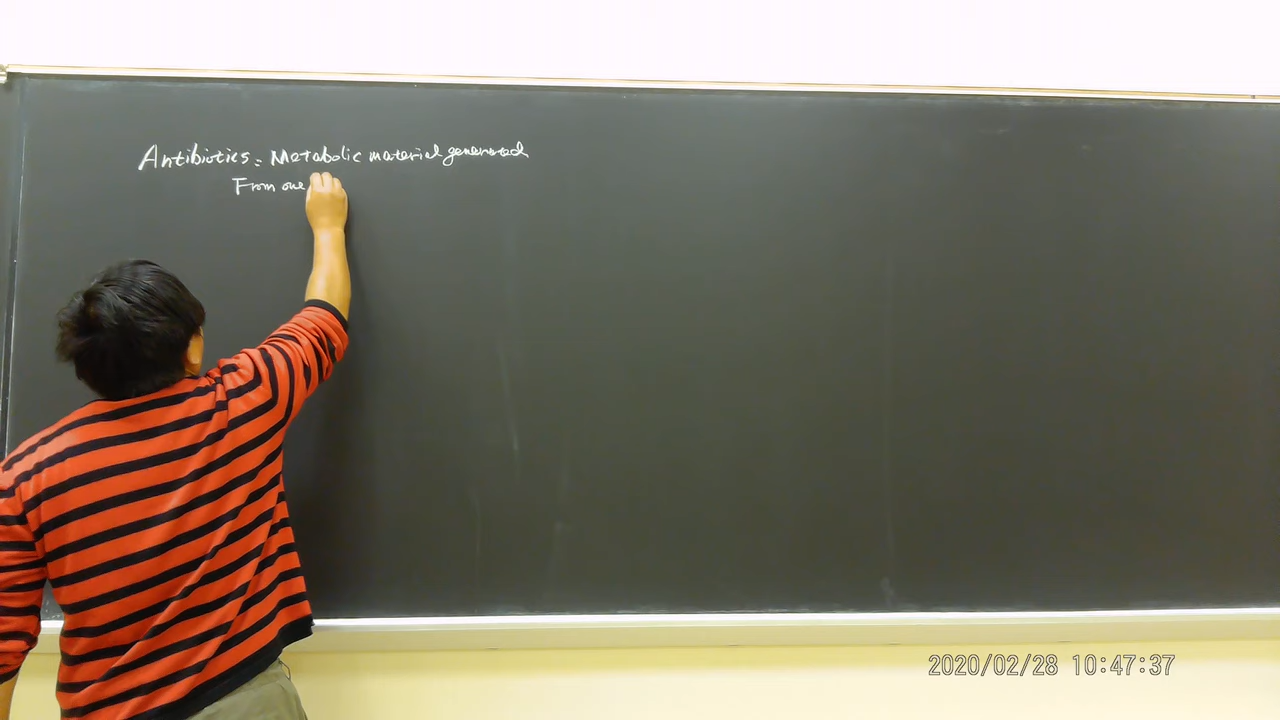 Antibiotics: Metabolic material generated
From one
2020/02/28 10:47:37